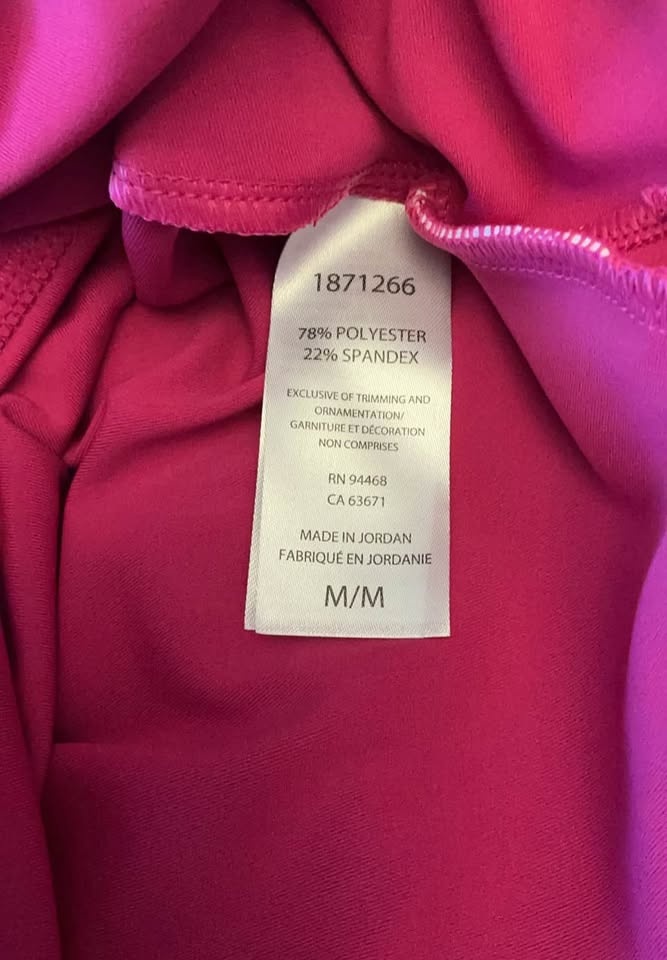 1871266
78% POLYESTER
22% SPANDEX
EXCLUSIVE OF TRIMMING AND
ORNAMENTATION/
GARNITURE ET DÉCORATION
NON COMPRISES
RN 94468
CA 63671
MADE IN JORDAN
FABRIQUÉ EN JORDANIE
M/M